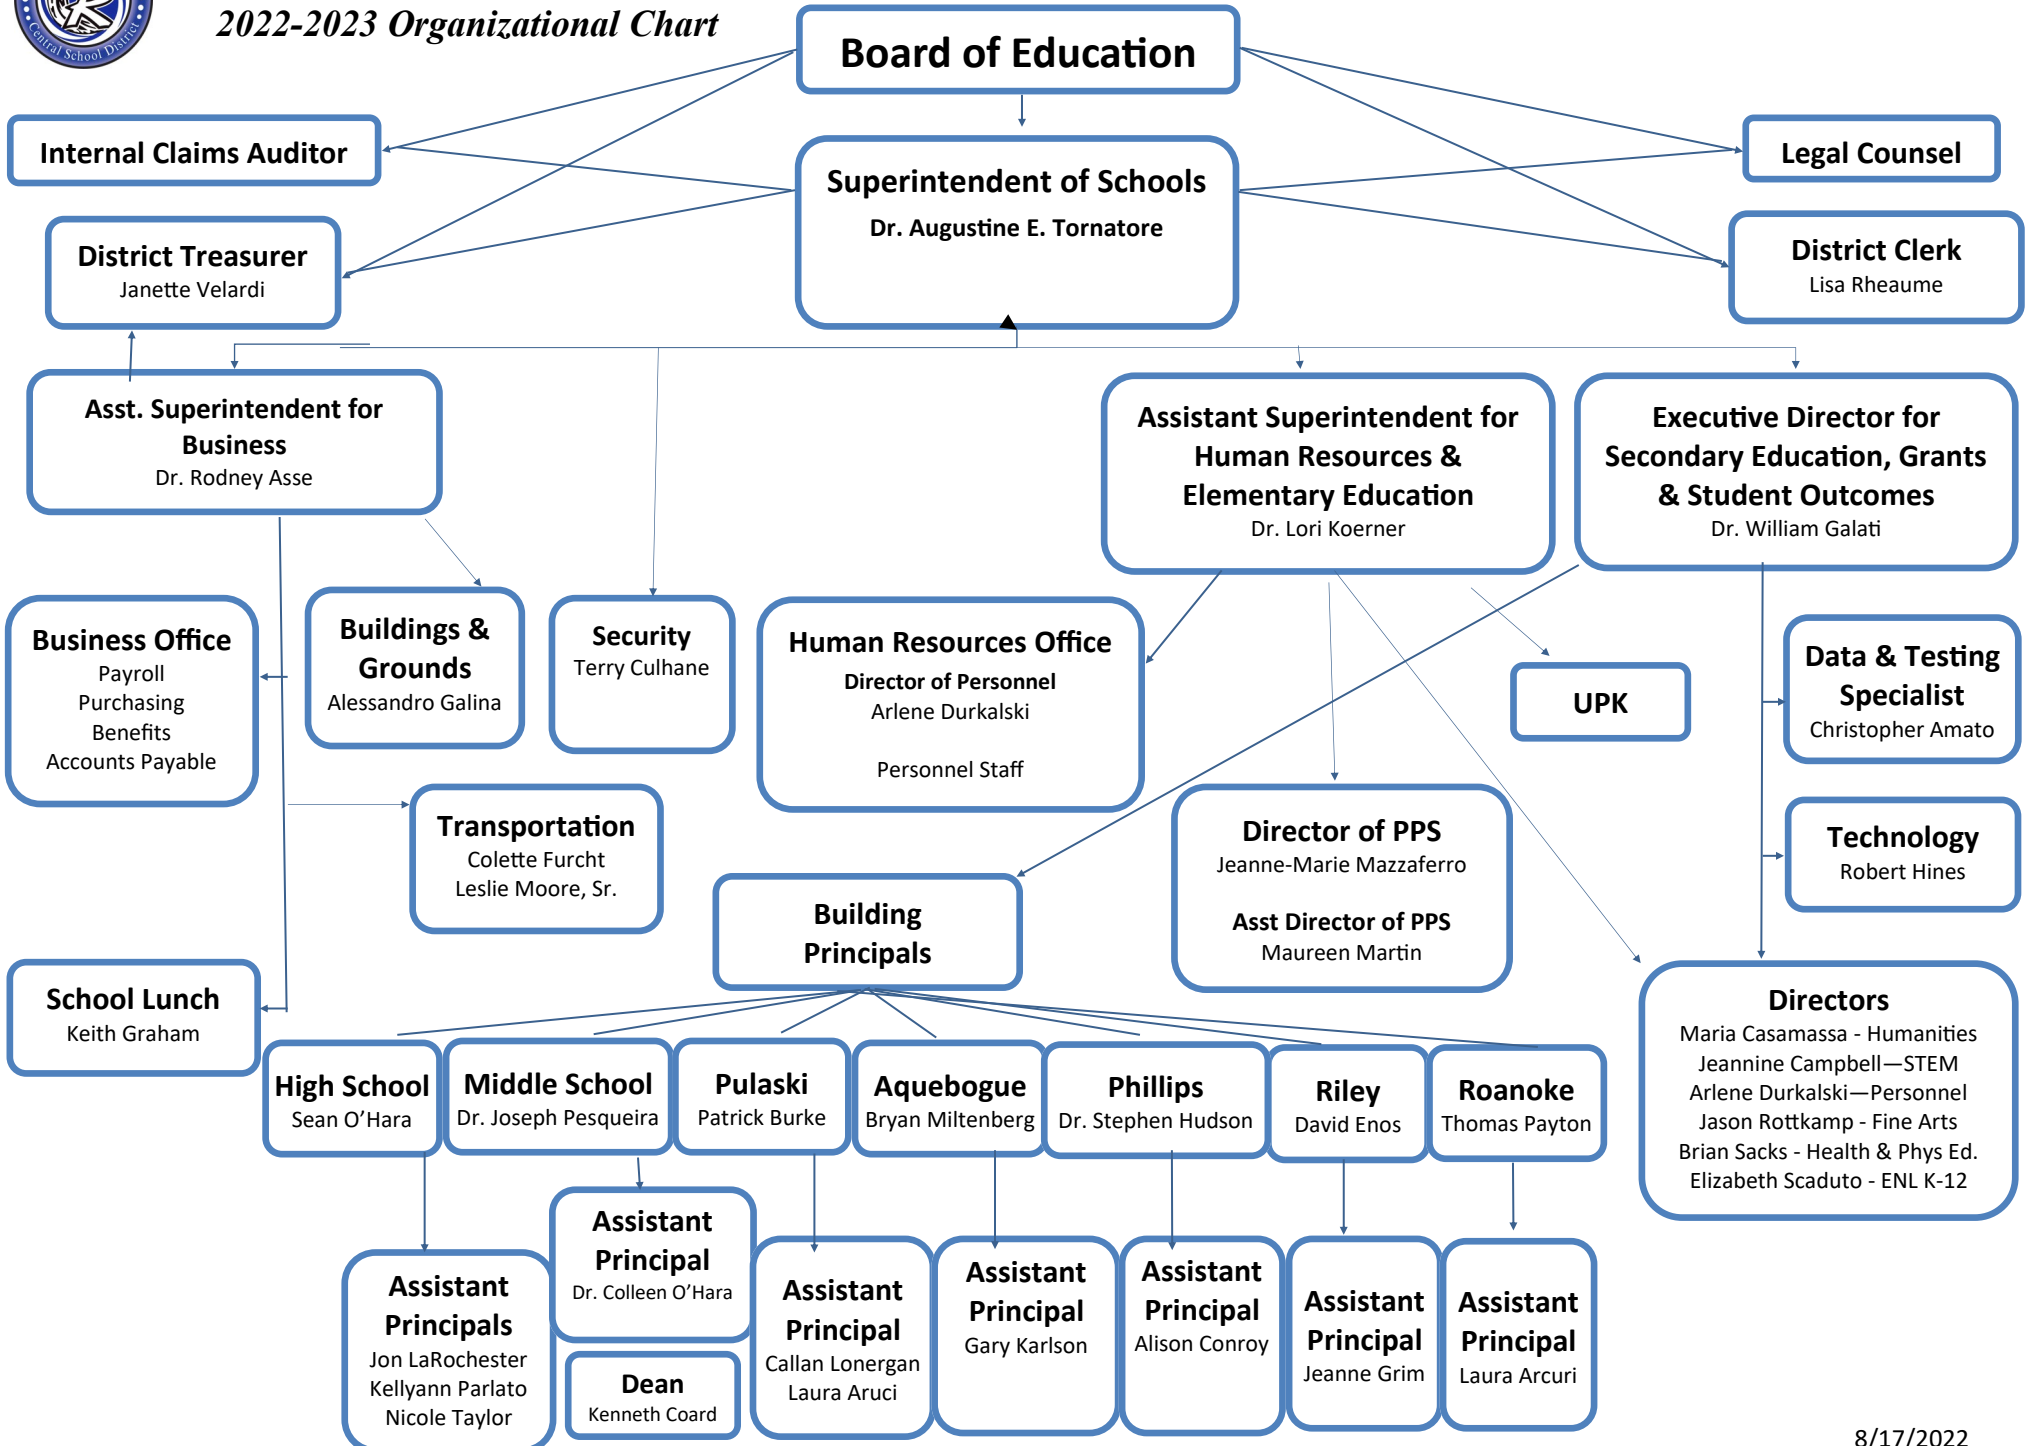 Central School District
2022-2023 Organizational Chart
Board of Education
Internal Claims Auditor
Legal Counsel
Superintendent of Schools
Dr. Augustine E. Tornatore
District Treasurer
Janette Velardi
District Clerk
Lisa Rheaume
Asst. Superintendent for
Business
Dr. Rodney Asse
Assistant Superintendent for
Human Resources &
Elementary Education
Dr. Lori Koerner
Executive Director for
Secondary Education, Grants
& Student Outcomes
Dr. William Galati
Business Office
Payroll
Purchasing
Benefits
Accounts Payable
Buildings &
Grounds
Alessandro Galina
Security
Terry Culhane
Human Resources Office
Director of Personnel
Arlene Durkalski
Personnel Staff
UPK
Data & Testing
Specialist
Christopher Amato
Transportation
Colette Furcht
Leslie Moore, Sr.
Director of PPS
Jeanne-Marie Mazzaferro
Asst Director of PPS
Maureen Martin
Technology
Robert Hines
Building
Principals
School Lunch
Keith Graham
Directors
Maria Casamassa - Humanities
Jeannine Campbell—STEM
Arlene Durkalski—Personnel
Jason Rottkamp - Fine Arts
Brian Sacks - Health & Phys Ed.
Elizabeth Scaduto - ENL K-12
High School
Sean O’Hara
Middle School
Dr. Joseph Pesqueira
Pulaski
Patrick Burke
Aquebogue
Bryan Miltenberg
Phillips
Dr. Stephen Hudson
Riley
David Enos
Roanoke
Thomas Payton
Assistant
Principals
Jon LaRochester
Kellyann Parlato
Nicole Taylor
Assistant
Principal
Dr. Colleen O’Hara
Dean
Kenneth Coard
Assistant
Principal
Callan Lonergan
Laura Aruci
Assistant
Principal
Gary Karlson
Assistant
Principal
Alison Conroy
Assistant
Principal
Jeanne Grim
Assistant
Principal
Laura Arcuri
8/17/2022